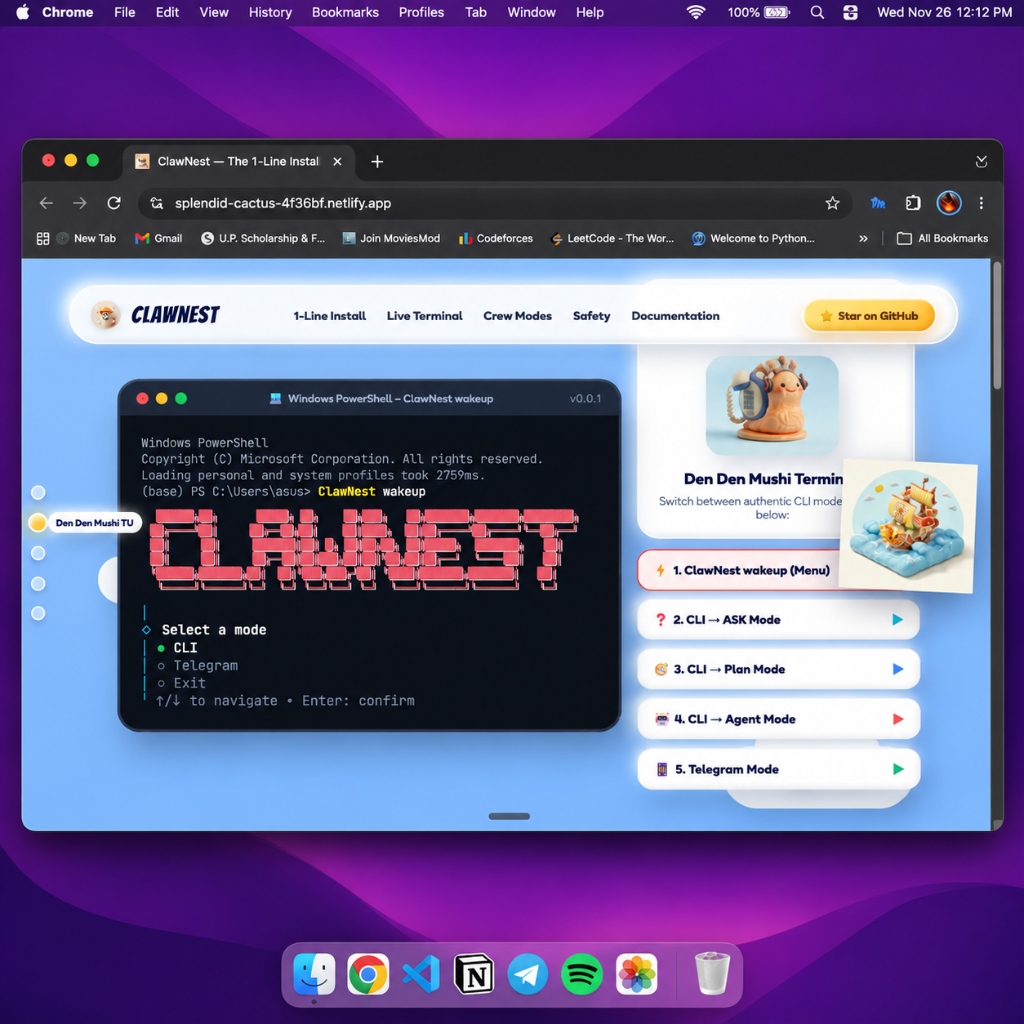 Chrome File Edit View History Bookmarks Profiles Tab Window Help 100% Wed Nov 26 12:12 PM
ClawNest — The 1-Line Instal
splendid-cactus-4f36bf.netlify.app
New Tab Gmail U.P. Scholarship & F... Join MoviesMod Codeforces LeetCode - The Wor... Welcome to Python... » All Bookmarks
CLAWNEST 1-Line Install Live Terminal Crew Modes Safety Documentation Star on GitHub
Windows PowerShell – ClawNest wakeup v0.0.1
Windows PowerShell
Copyright (C) Microsoft Corporation. All rights reserved.
Loading personal and system profiles took 2759ms.
(base) PS C:\Users\asus> ClawNest wakeup
Den Den Mushi TU
CLAWNEST
Select a mode
CLI
Telegram
Exit
↑/↓ to navigate • Enter: confirm
Den Den Mushi Termin
Switch between authentic CLI mode
below:
1. ClawNest wakeup (Menu)
2. CLI → ASK Mode
3. CLI → Plan Mode
4. CLI → Agent Mode
5. Telegram Mode